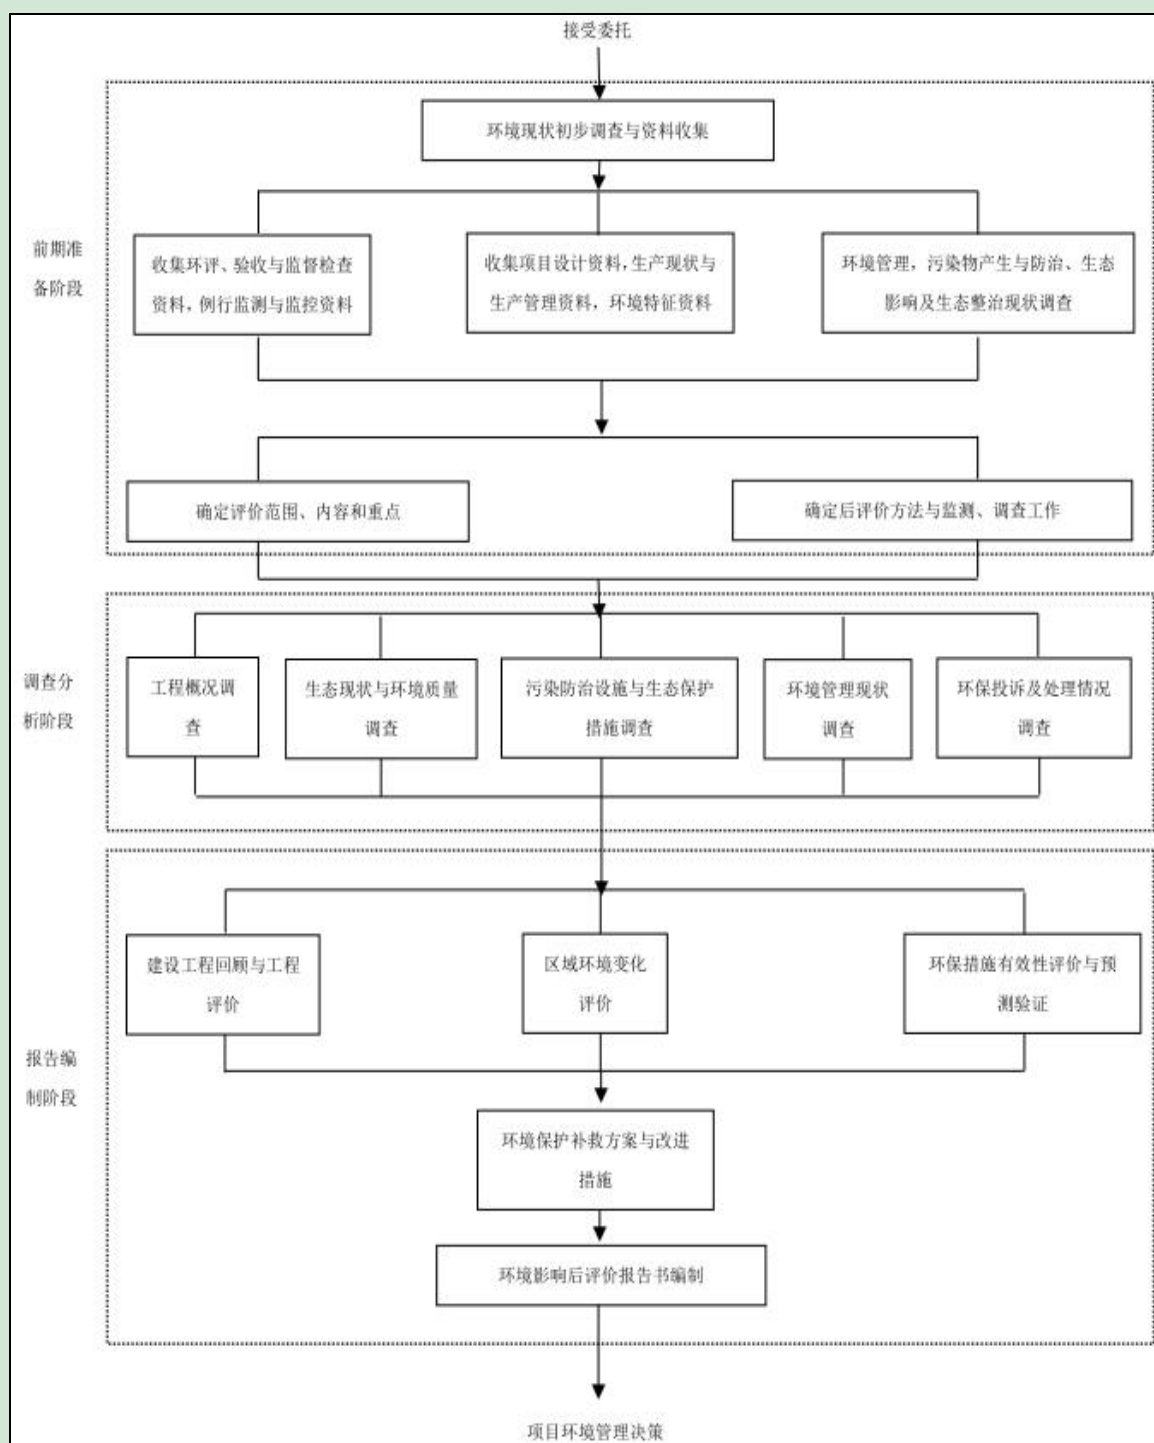 接受委托
环境现状初步调查与资料收集
前期准
备阶段
收集环评、验收与监督检查
资料，例行监测与监控资料
收集项目设计资料，生产现状与
生产管理资料，环境特征资料
环境管理，污染物产生与防治、生态
影响及生态整治现状调查
确定评价范围、内容和重点
确定后评价方法与监测、调查工作
调查分
析阶段
工程概况调
查
生态现状与环境质量
调查
污染防治设施与生态保护
措施调查
环境管理现状
调查
环保投诉及处理情况
调查
建设工程回顾与工程
评价
区域环境变化
评价
环保措施有效性评价与预
测验证
报告编
制阶段
环境保护补救方案与改进
措施
环境影响后评价报告书编制
项目环境管理决策